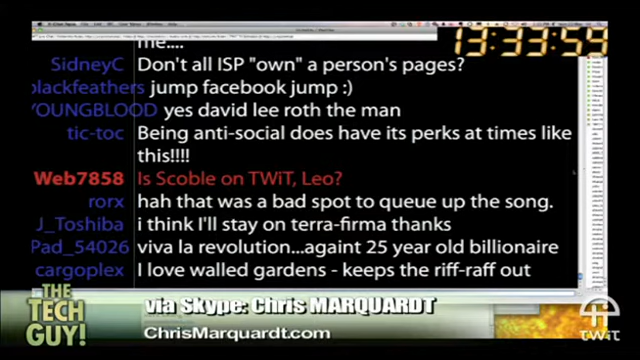 13:33:59
me....
SidneyC Don't all ISP "own" a person's pages?
blackfeathers jump facebook jump :)
YOUNGBLOOD yes david lee roth the man
tic-toc Being anti-social does have its perks at times like
this!!!!
Web7858 Is Scoble on TWiT, Leo?
rorx hah that was a bad spot to queue up the song.
J_Toshiba i think I'll stay on terra-firma thanks
Pad_54026 viva la revolution...againt 25 year old billionaire
cargoplex I love walled gardens - keeps the riff-raff out
THE
TECH
GUY!
via Skype: Chris MARQUARDT
ChrisMarquardt.com
TWiT